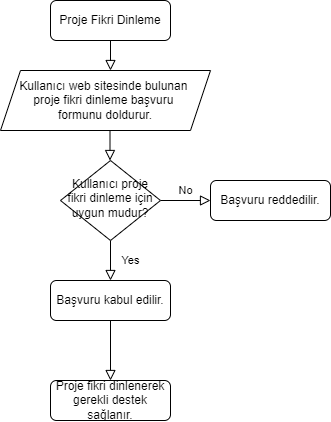 Proje Fikri Dinleme
Kullanıcı web sitesinde bulunan
proje fikri dinleme başvuru
formunu doldurur.
Kullanıcı proje
fikri dinleme için
uygun mudur?
No
Başvuru reddedilir.
Yes
Başvuru kabul edilir.
Proje fikri dinlenerek
gerekli destek
sağlanır.